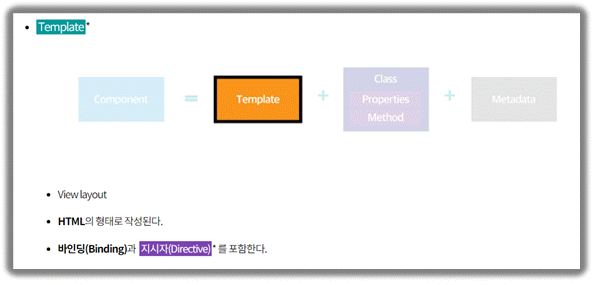 Template*
Component = Template + Class Properties Method + Metadata
View layout
HTML의 형태로 작성된다.
바인딩(Binding)과 지시자(Directive)* 를 포함한다.